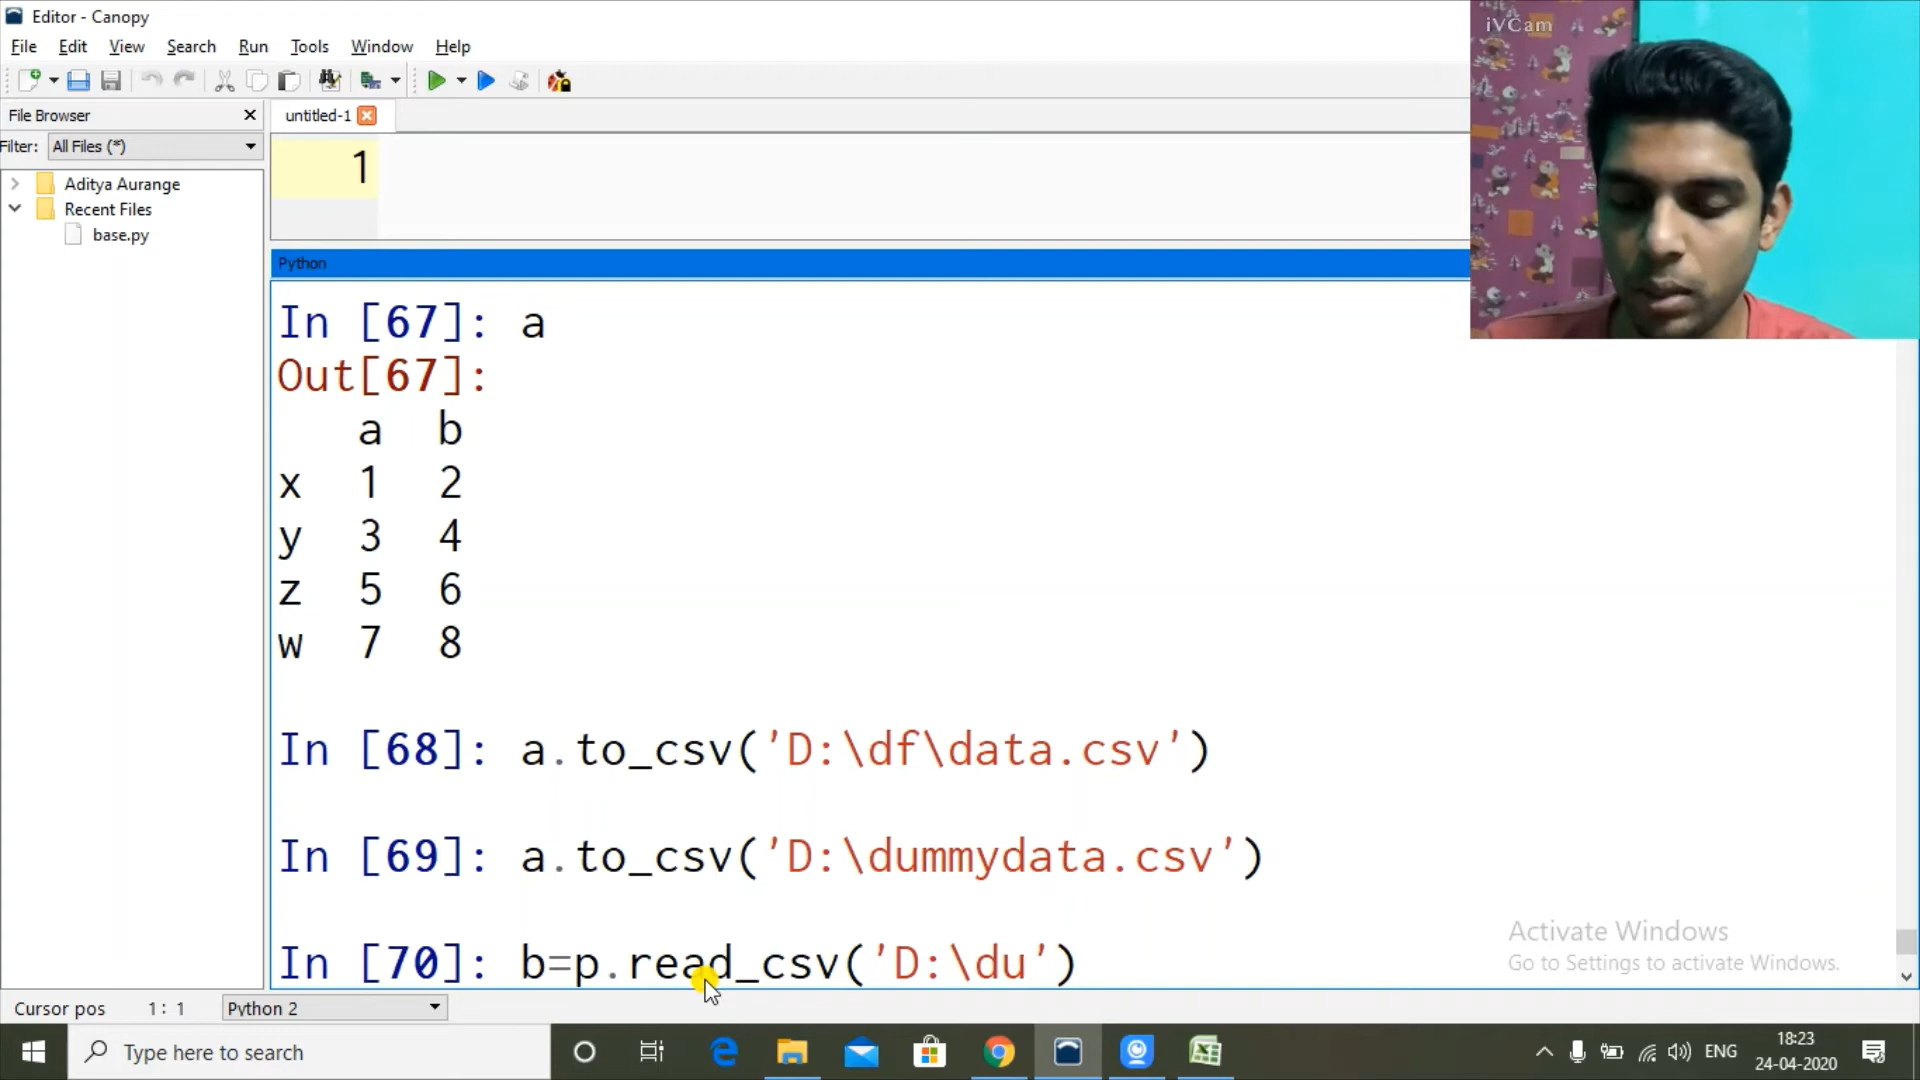 Editor - Canopy
iVCam
File Edit View Search Run Tools Window Help
File Browser
untitled-1
Filter: All Files (*)
1
Aditya Aurange
Recent Files
base.py
Python
In [67]: a
Out[67]:
a b
x 1 2
y 3 4
z 5 6
w 7 8
In [68]: a.to_csv('D:\df\data.csv')
In [69]: a.to_csv('D:\dummydata.csv')
In [70]: b=p.read_csv('D:\du')
Activate Windows
Go to Settings to activate Windows.
Cursor pos 1 : 1 Python 2
Type here to search
ENG
18:23
24-04-2020